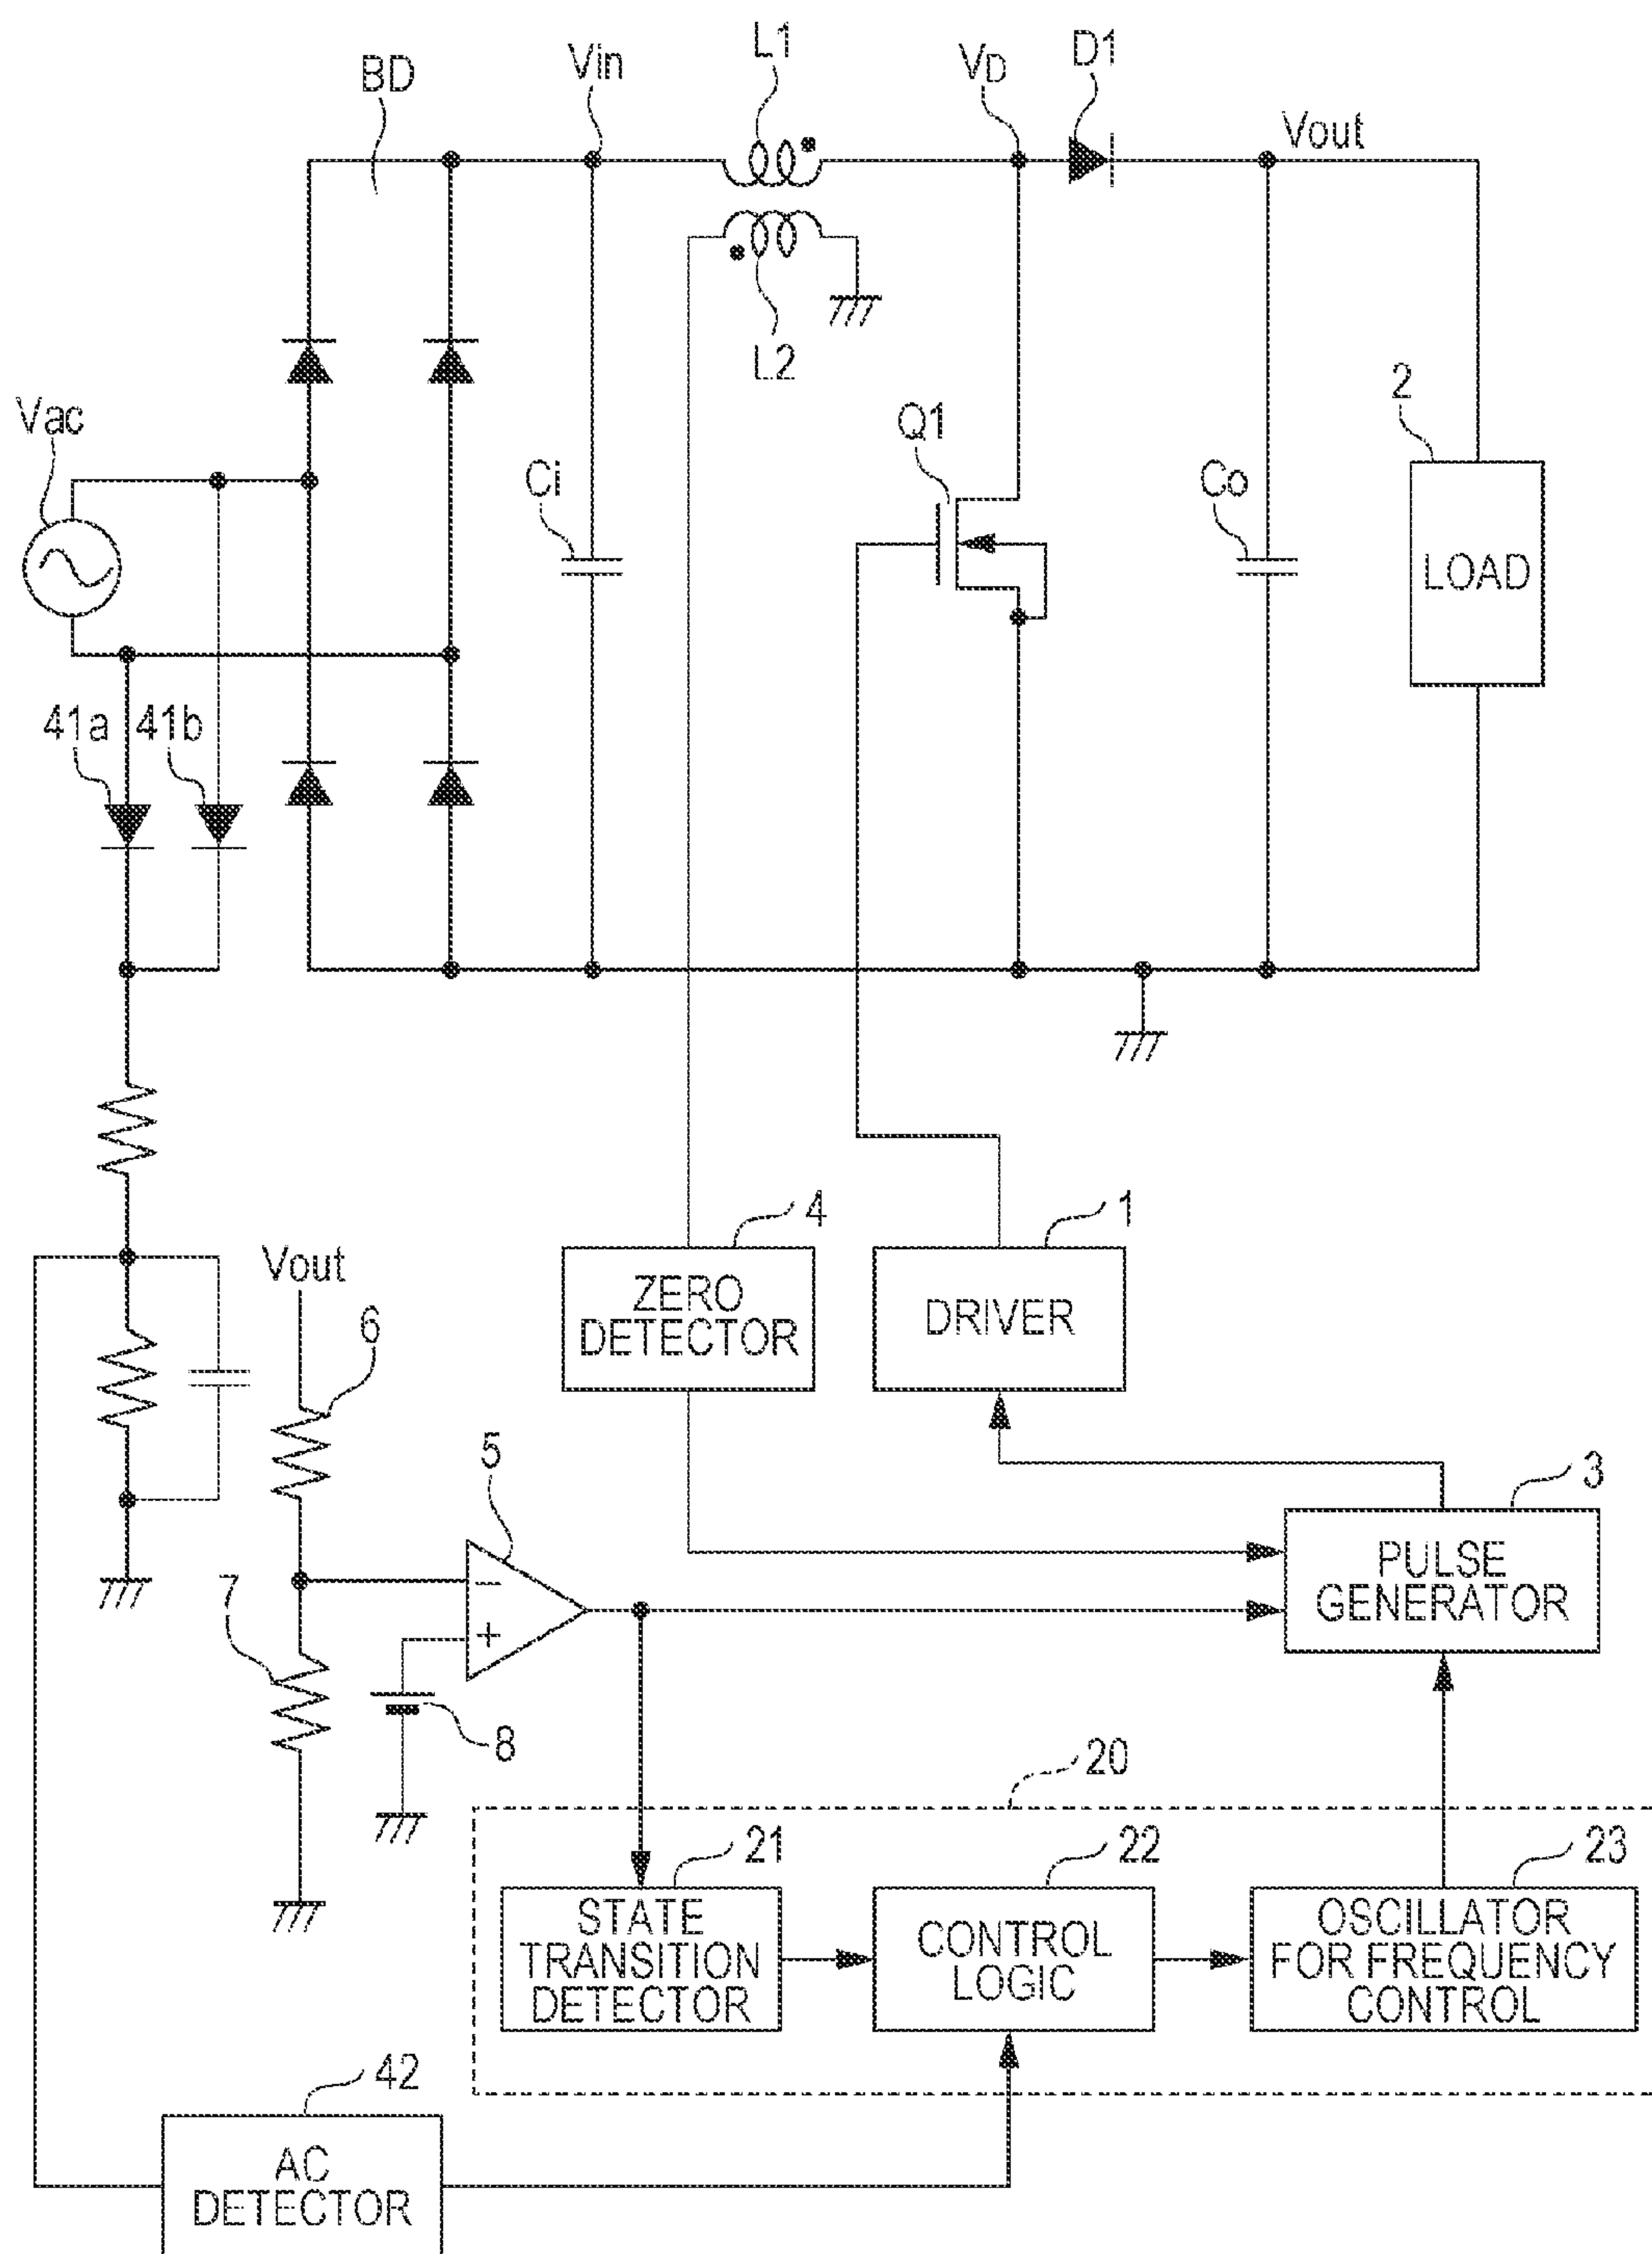 L1
Vin
VD
D1
BD
Vout
L2
2
Vac
Q1
Ci
Co
LOAD
41a
41b
4
1
Vout
ZERO
DETECTOR
DRIVER
6
5
3
PULSE
GENERATOR
7
−
+
8
20
21
22
23
STATE
TRANSITION
DETECTOR
CONTROL
LOGIC
OSCILLATOR
FOR FREQUENCY
CONTROL
42
AC
DETECTOR